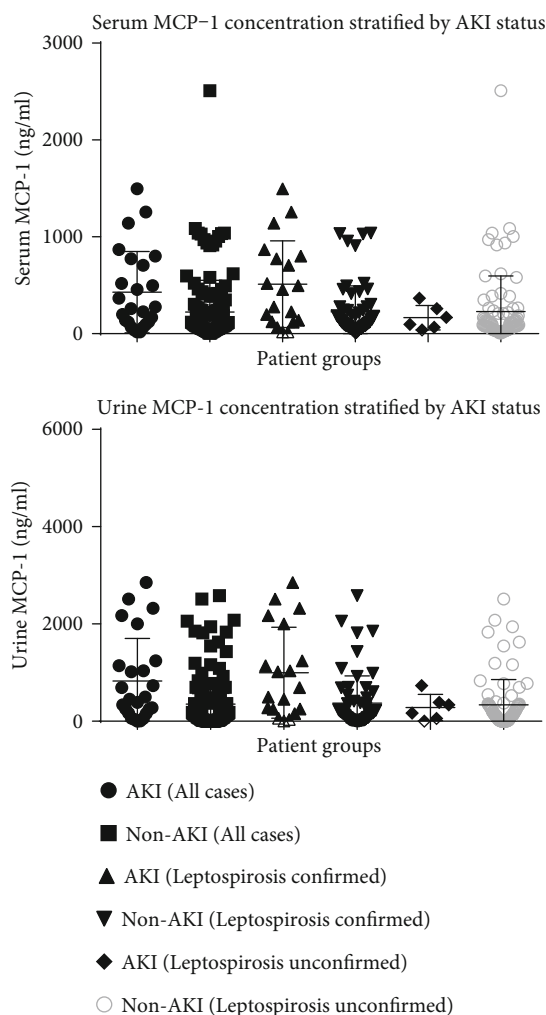 Serum MCP−1 concentration stratified by AKI status
3000
2000
1000
0
Serum MCP-1 (ng/ml)
Patient groups
Urine MCP-1 concentration stratified by AKI status
6000
4000
2000
0
Urine MCP-1 (ng/ml)
Patient groups
AKI (All cases)
Non-AKI (All cases)
AKI (Leptospirosis confirmed)
Non-AKI (Leptospirosis confirmed)
AKI (Leptospirosis unconfirmed)
Non-AKI (Leptospirosis unconfirmed)